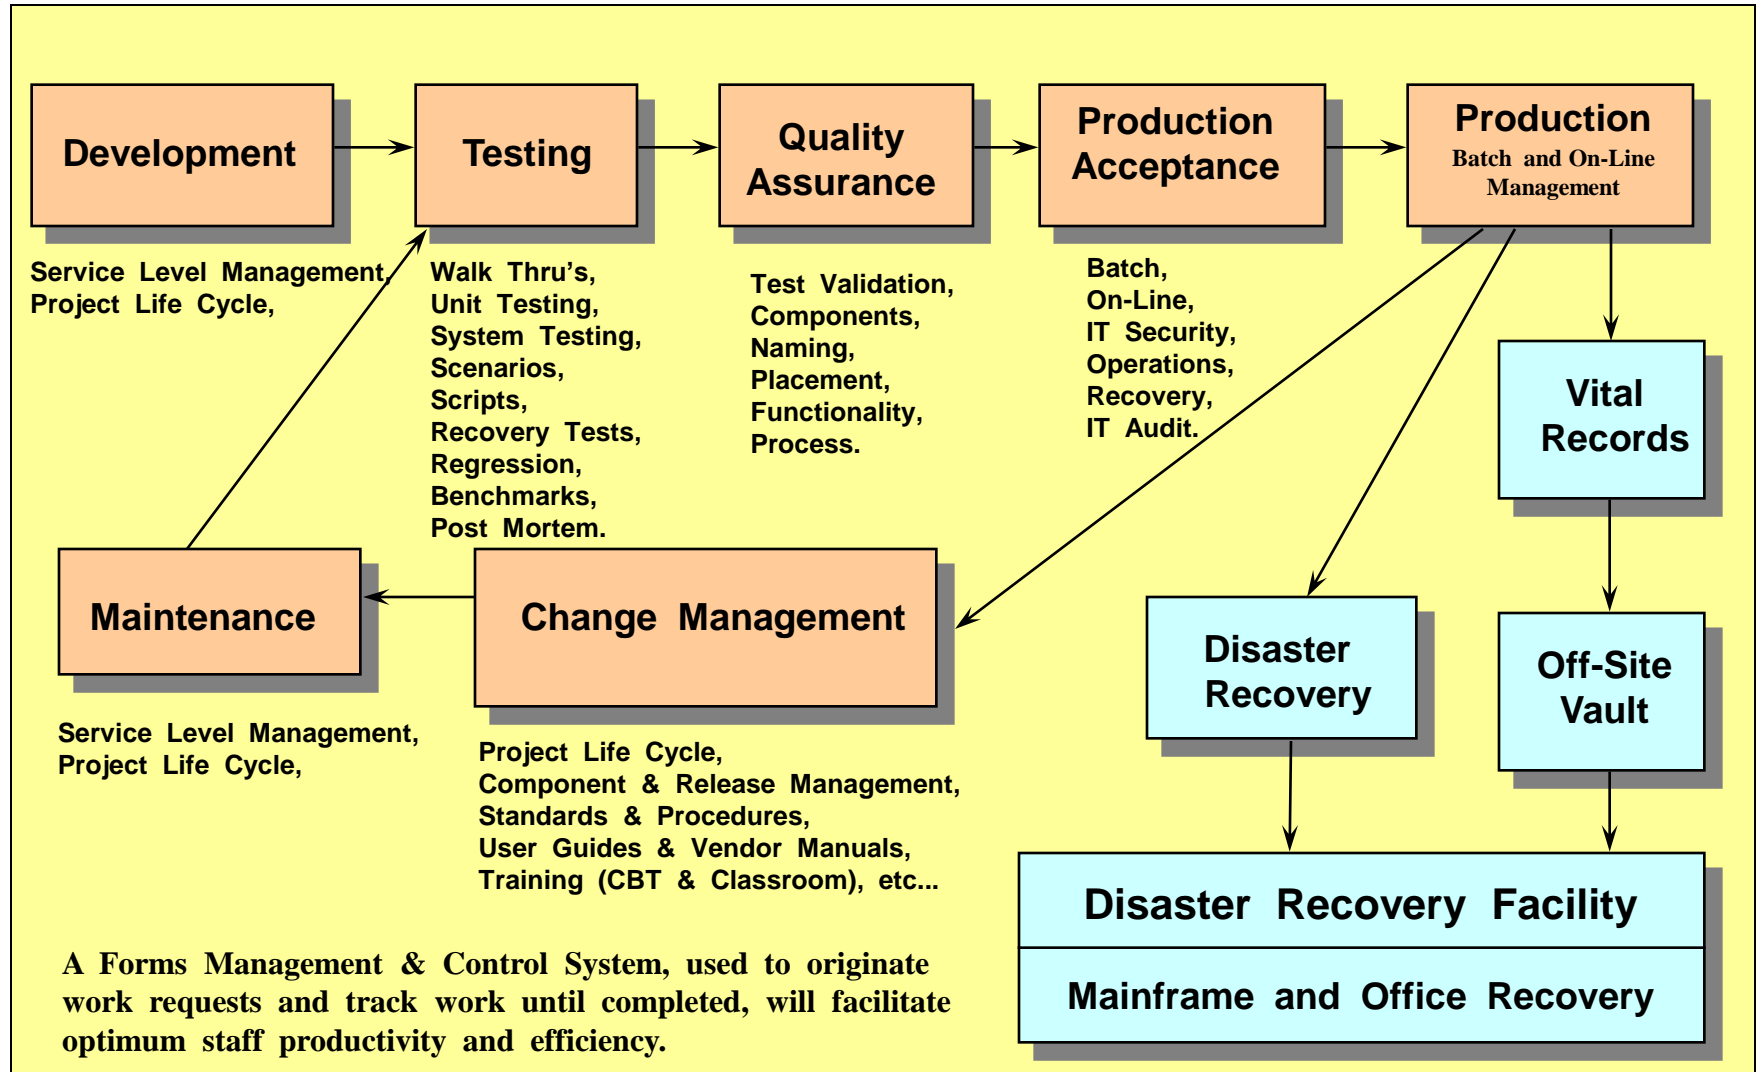 Development
Testing
Quality
Assurance
Production
Acceptance
Production
Batch and On-Line
Management
Service Level Management,
Project Life Cycle,
Walk Thru's,
Unit Testing,
System Testing,
Scenarios,
Scripts,
Recovery Tests,
Regression,
Benchmarks,
Post Mortem.
Test Validation,
Components,
Naming,
Placement,
Functionality,
Process.
Batch,
On-Line,
IT Security,
Operations,
Recovery,
IT Audit.
Vital
Records
Maintenance
Change Management
Disaster
Recovery
Off-Site
Vault
Service Level Management,
Project Life Cycle,
Project Life Cycle,
Component & Release Management,
Standards & Procedures,
User Guides & Vendor Manuals,
Training (CBT & Classroom), etc...
Disaster Recovery Facility
Mainframe and Office Recovery
A Forms Management & Control System, used to originate
work requests and track work until completed, will facilitate
optimum staff productivity and efficiency.